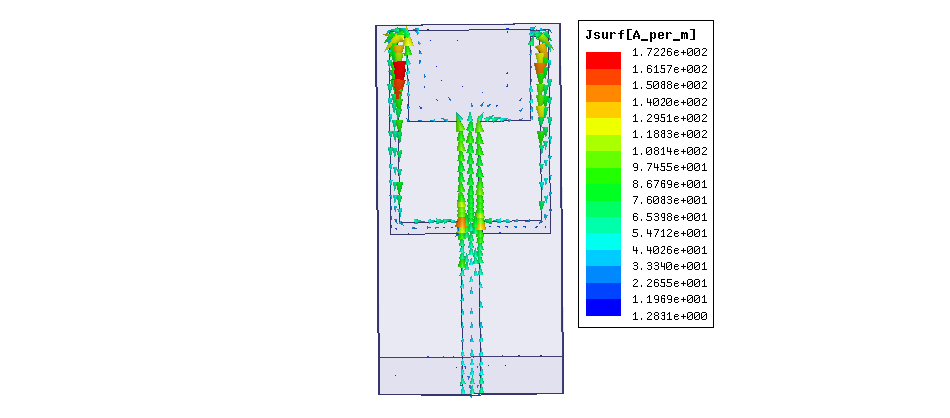 Jsurf[A_per_m]
1.7226e+002
1.6157e+002
1.5088e+002
1.4020e+002
1.2951e+002
1.1883e+002
1.0814e+002
9.7455e+001
8.6769e+001
7.6083e+001
6.5398e+001
5.4712e+001
4.4026e+001
3.3340e+001
2.2655e+001
1.1969e+001
1.2831e+000